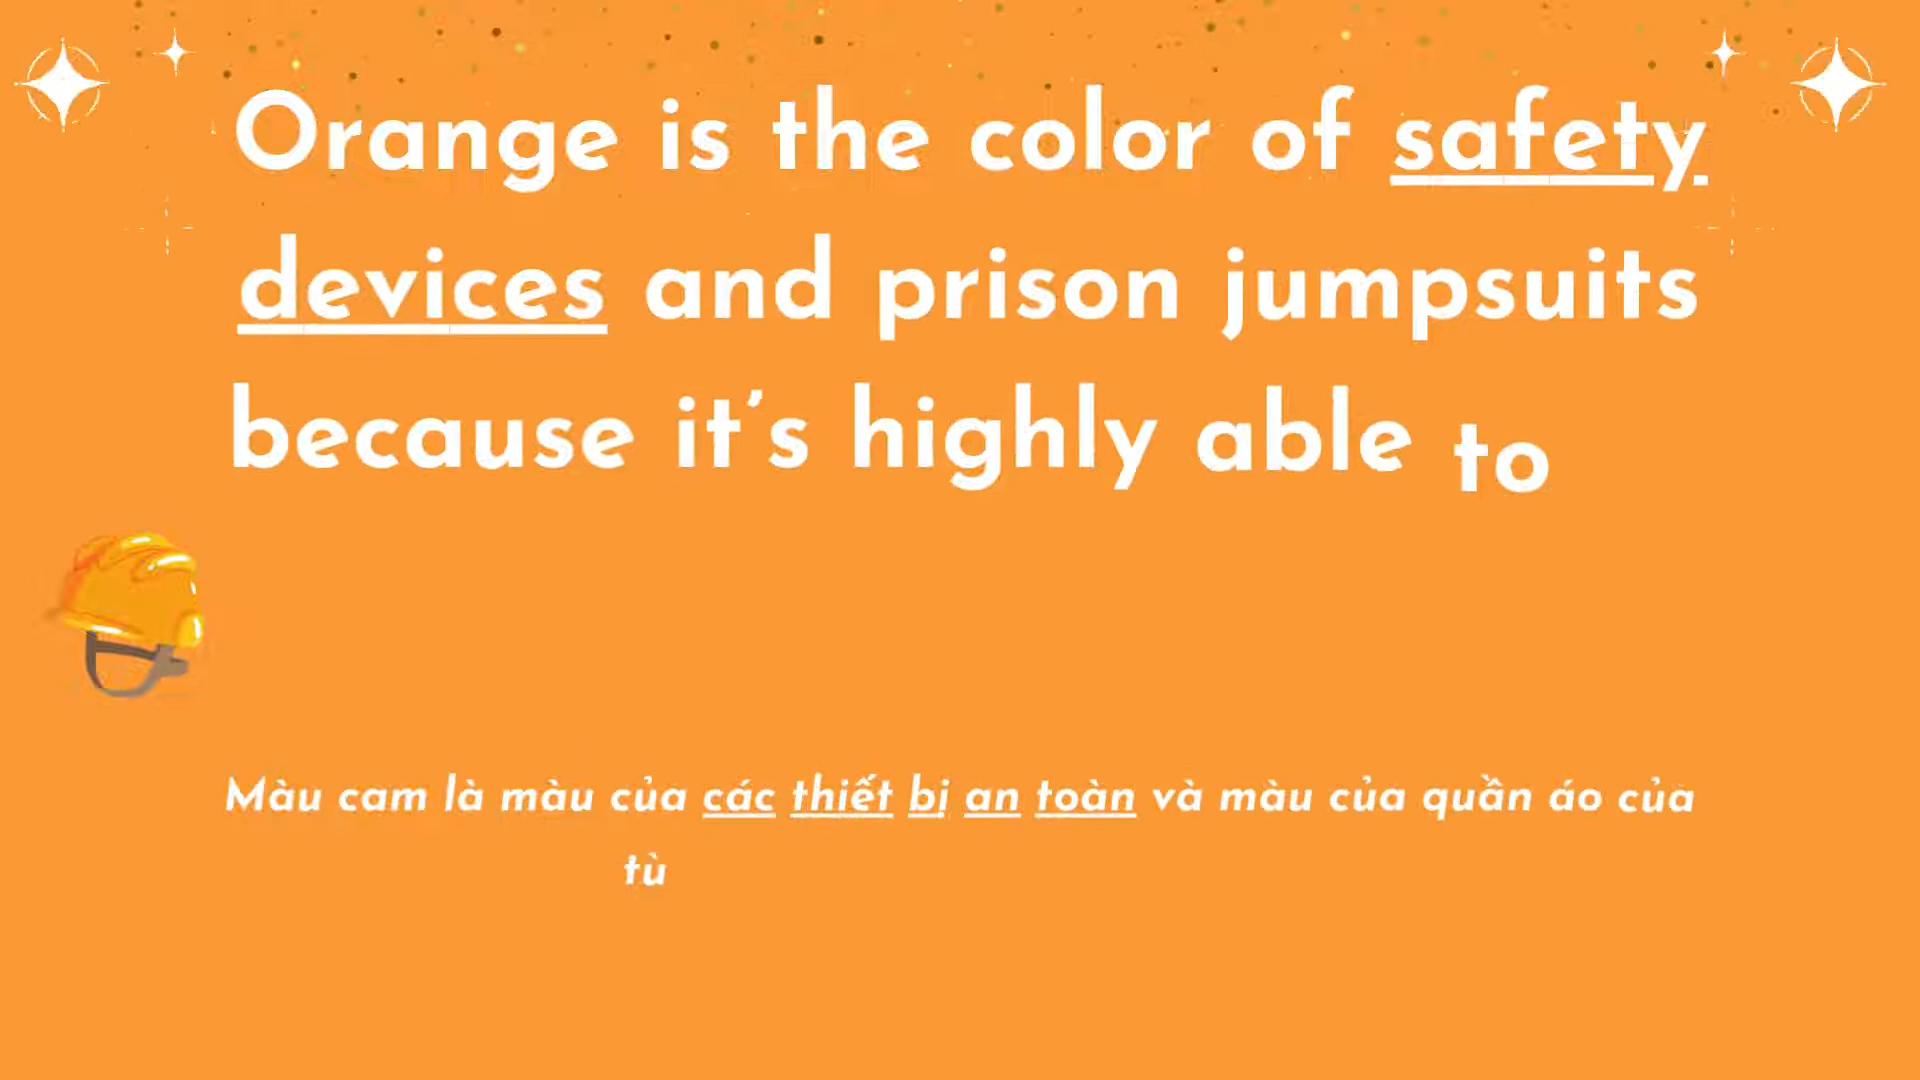 Orange is the color of safety
devices and prison jumpsuits
because it’s highly able to
Màu cam là màu của các thiết bị an toàn và màu của quần áo của
tù